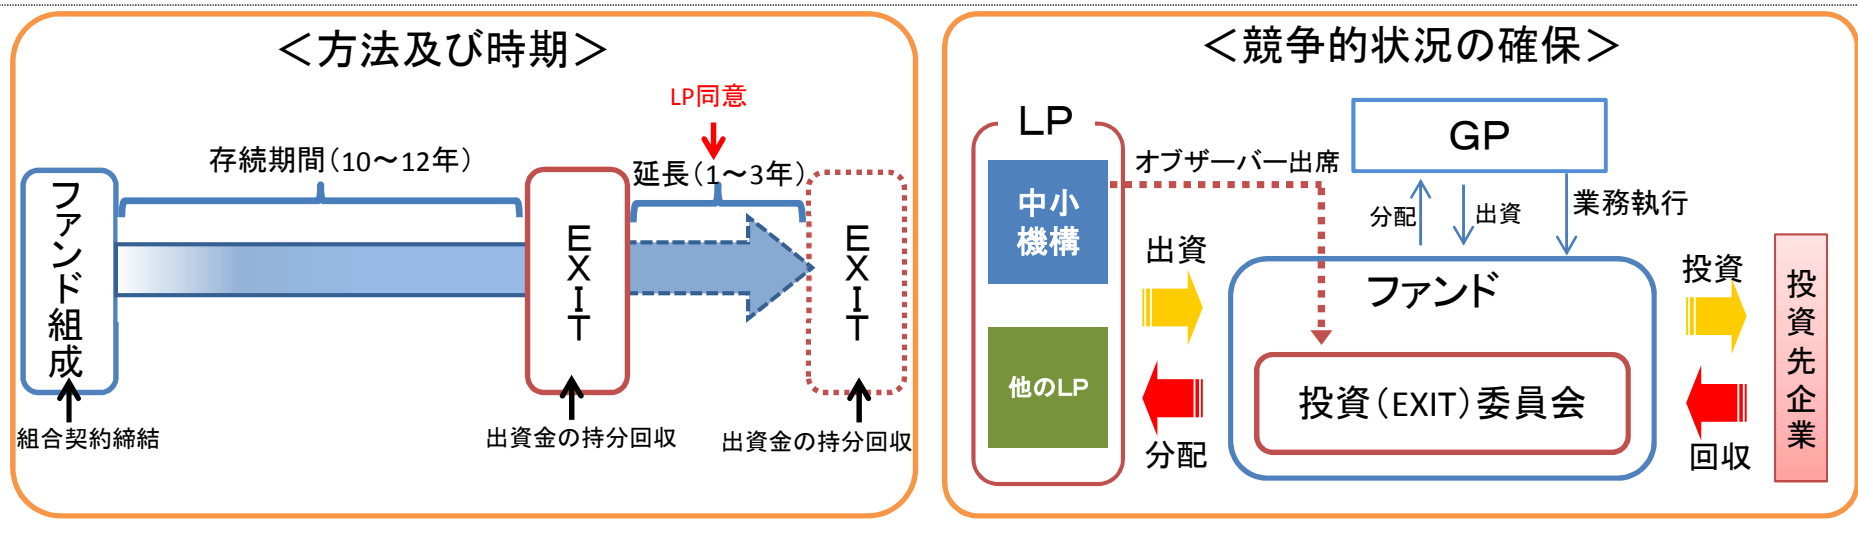 ＜方法及び時期＞
LP同意
存続期間（10～12年）
延長（1～3年）
ファンド組成
EXIT
EXIT
組合契約締結
出資金の持分回収
出資金の持分回収
＜競争的状況の確保＞
LP
GP
オブザーバー出席
中小
機構
分配
出資
業務執行
出資
ファンド
投資
投資先企業
他のLP
投資（EXIT）委員会
分配
回収